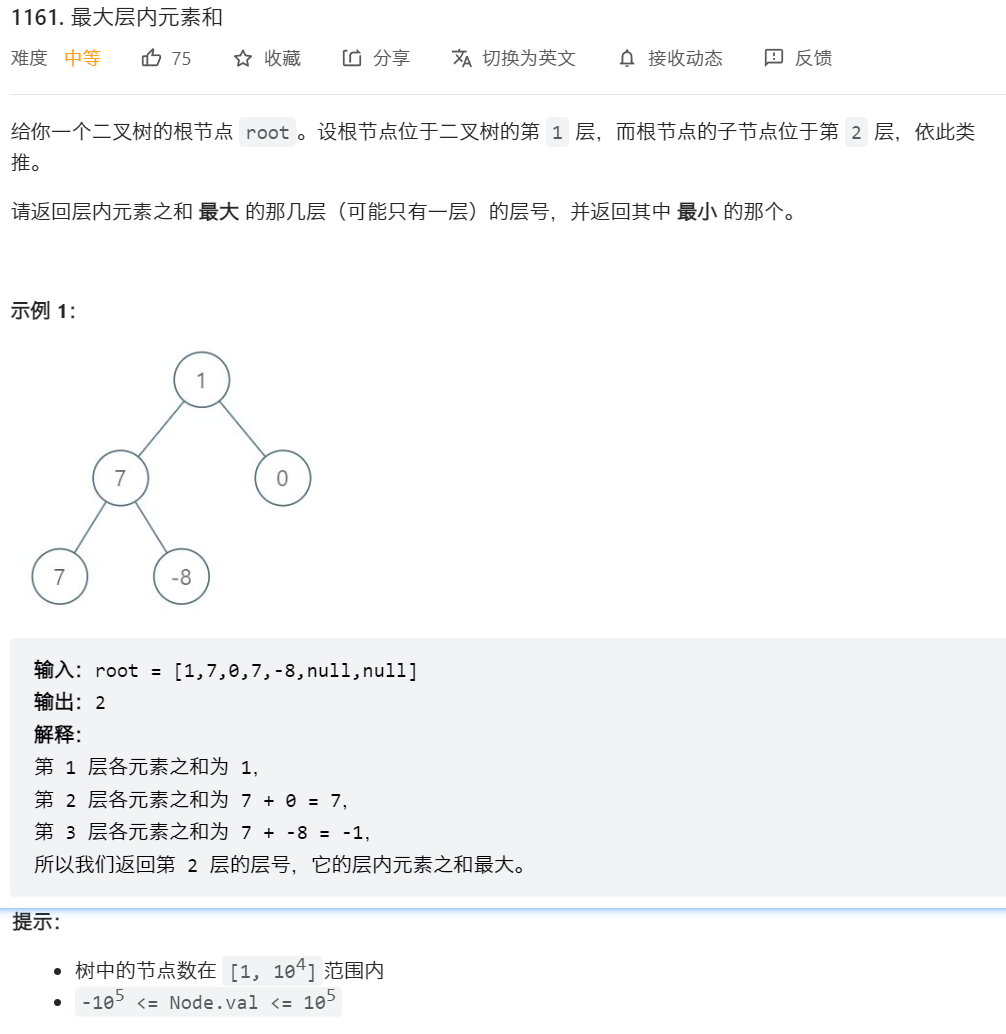 1161. 最大层内元素和
难度 中等 75 收藏 分享 切换为英文 接收动态 反馈
给你一个二叉树的根节点 root。设根节点位于二叉树的第 1 层，而根节点的子节点位于第 2 层，依此类
推。
请返回层内元素之和 最大 的那几层（可能只有一层）的层号，并返回其中 最小 的那个。
示例 1：
1
7 0
7 -8
输入：root = [1,7,0,7,-8,null,null]
输出：2
解释：
第 1 层各元素之和为 1，
第 2 层各元素之和为 7 + 0 = 7，
第 3 层各元素之和为 7 + -8 = -1，
所以我们返回第 2 层的层号，它的层内元素之和最大。
提示：
• 树中的节点数在 [1, 10⁴] 范围内
• -10⁵ <= Node.val <= 10⁵